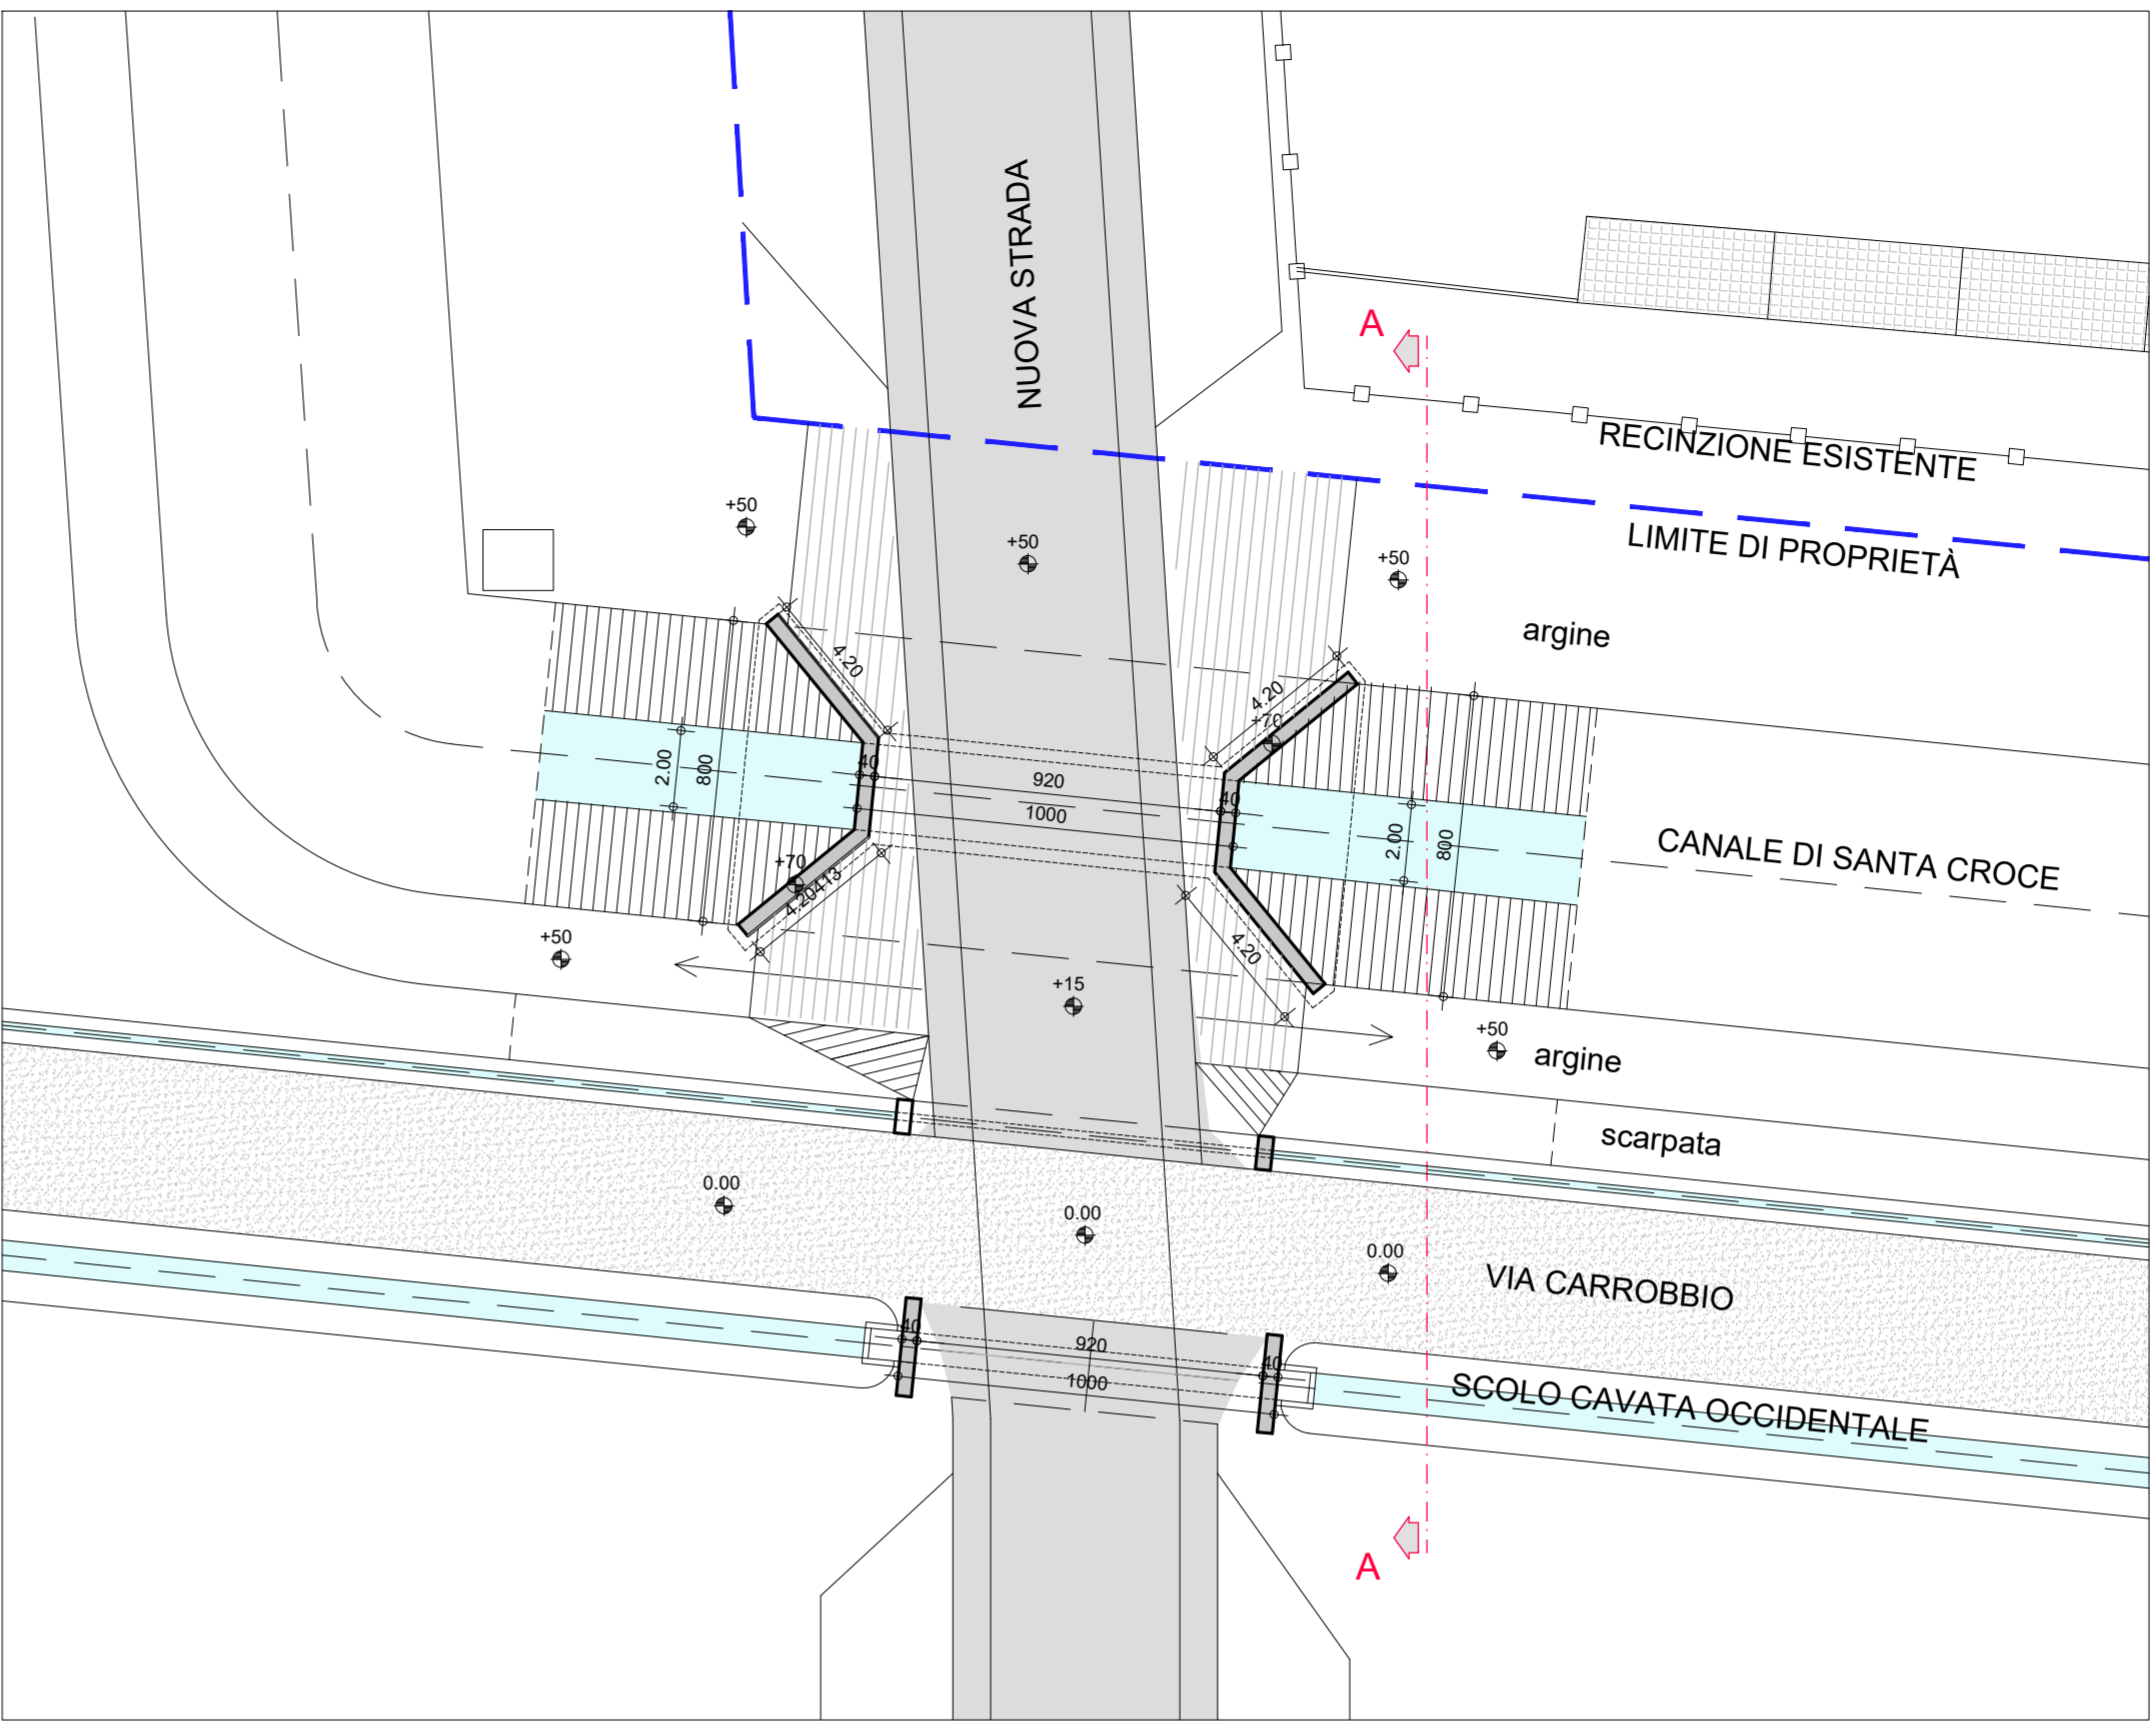 NUOVA STRADA
A
RECINZIONE ESISTENTE
LIMITE DI PROPRIETÀ
+50
+50
+50
argine
4.20
4.20
+70
2.00
800
40
920
1000
40
2.00
800
CANALE DI SANTA CROCE
+70
4.20413
+50
4.20
+15
+50
argine
scarpata
0.00
0.00
0.00
VIA CARROBBIO
40
920
40
1000
SCOLO CAVATA OCCIDENTALE
A